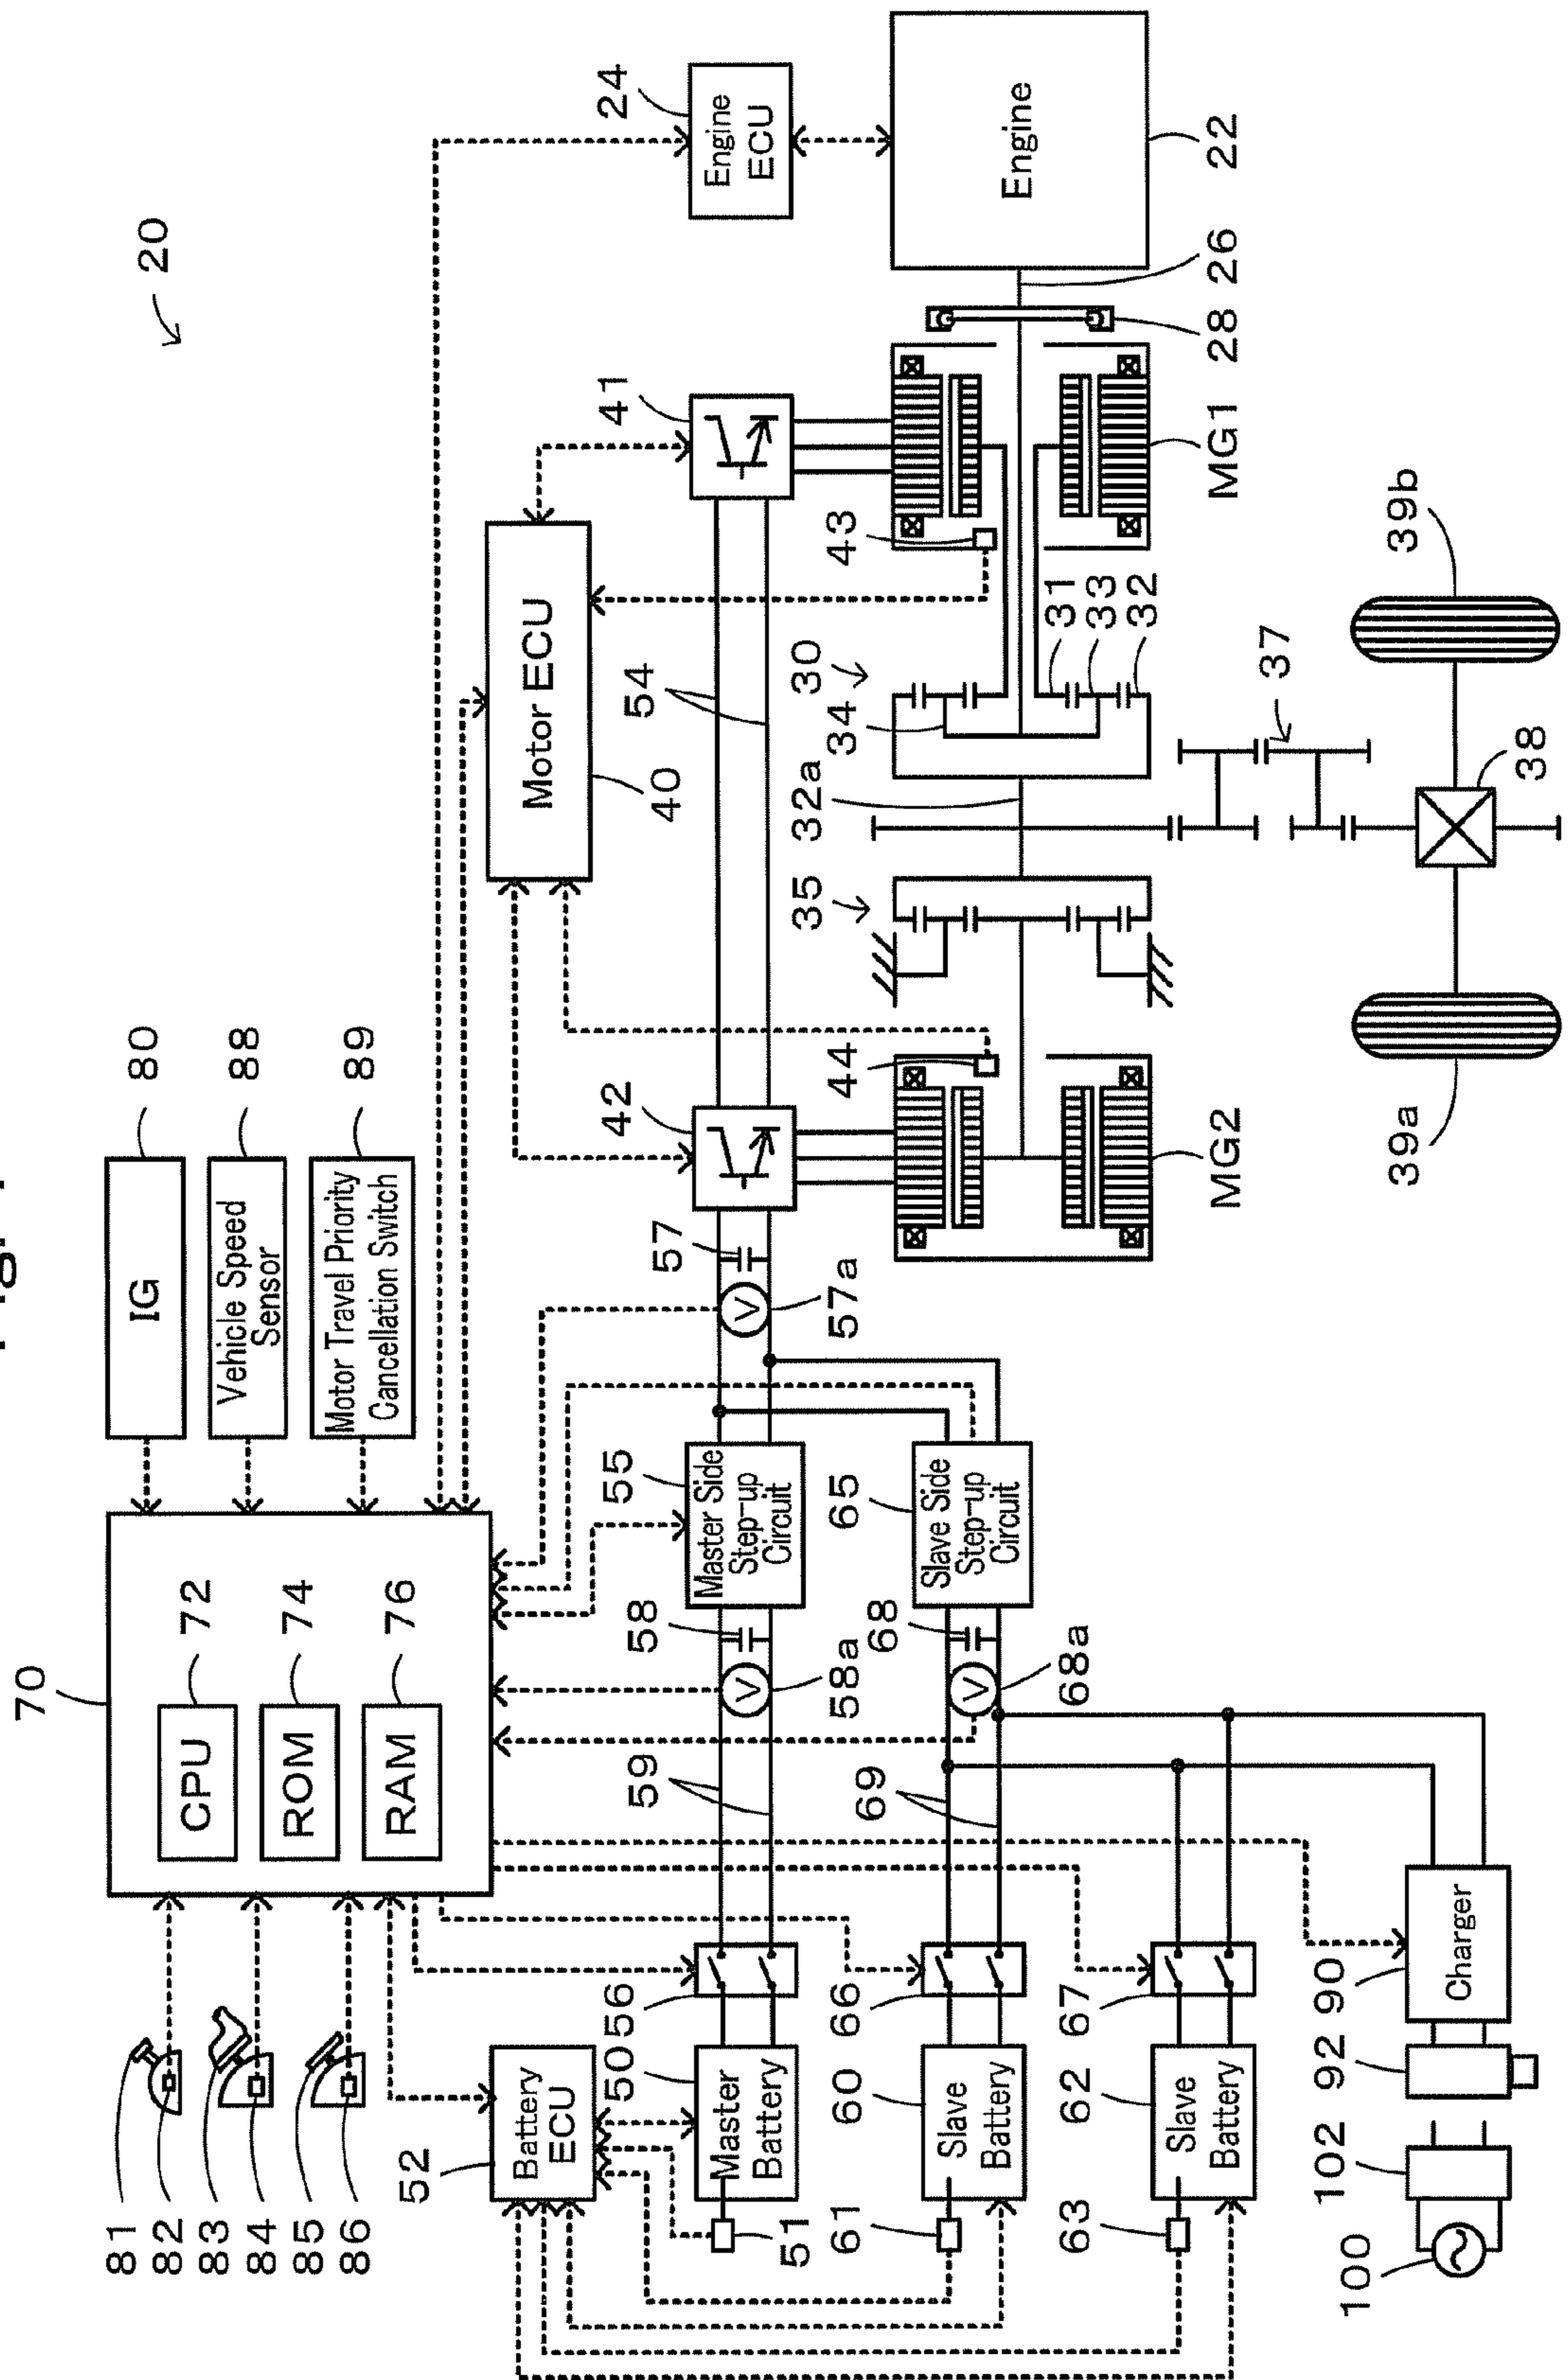 Fig. 1
20
70
CPU
72
ROM
74
RAM
76
IG
80
Vehicle Speed
Sensor
88
Motor Travel Priority
Cancellation Switch
89
81
82
83
84
85
86
Battery
ECU
52
Motor ECU
40
Engine
ECU
24
Engine
22
26
28
MG1
41
43
54
30
31
33
32
34
32a
35
37
38
39b
39a
42
44
MG2
57
V
57a
Master Side
Step-up
Circuit
55
Slave Side
Step-up
Circuit
65
58
V
58a
59
68
V
68a
69
56
50
Master
Battery
51
66
60
Slave
Battery
61
67
62
Slave
Battery
63
Charger
90
92
102
100